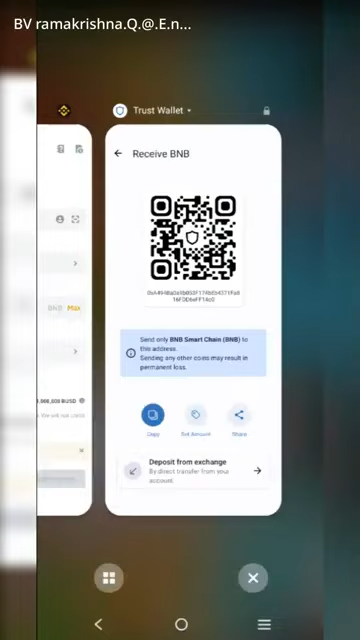 BV ramakrishna.Q.@.E.n...
Trust Wallet
Receive BNB
Send only BNB Smart Chain (BNB) to
this address.
Sending any other coins may result in
permanent loss.
Copy
Set Amount
Share
Deposit from exchange
By direct transfer from your
account.
BNB Max
BUSD